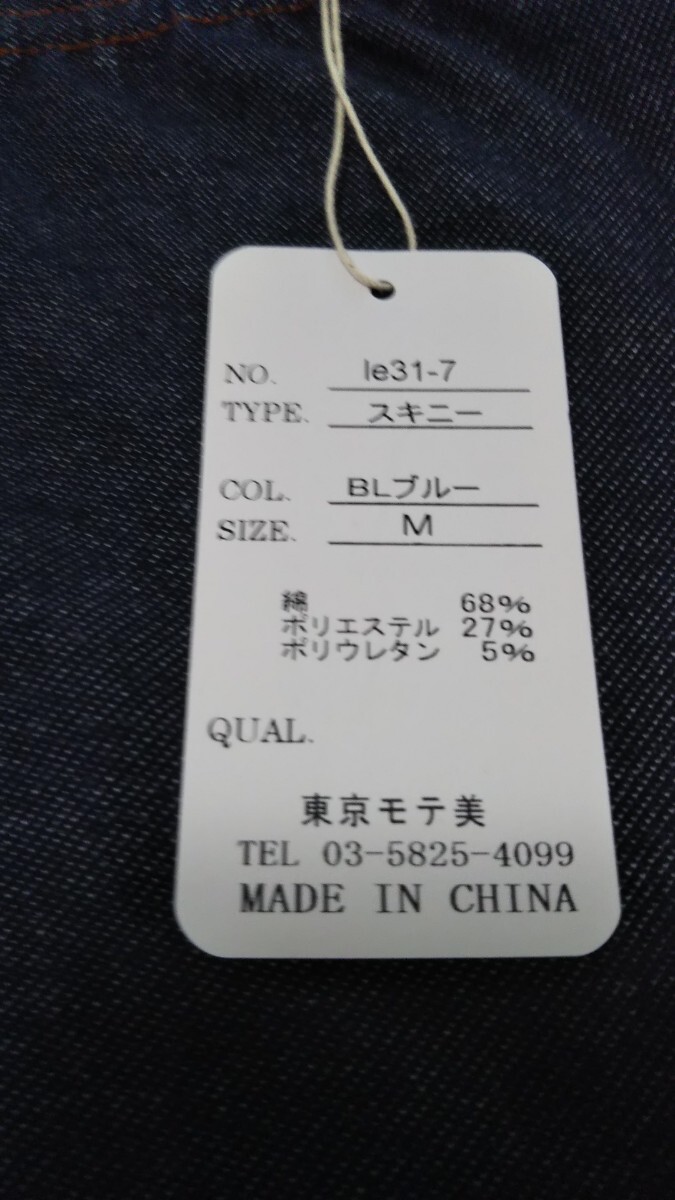 NO. le31-7
TYPE. スキニー
COL. BLブルー
SIZE. M
綿 68%
ポリエステル 27%
ポリウレタン 5%
QUAL.
東京モテ美
TEL 03-5825-4099
MADE IN CHINA